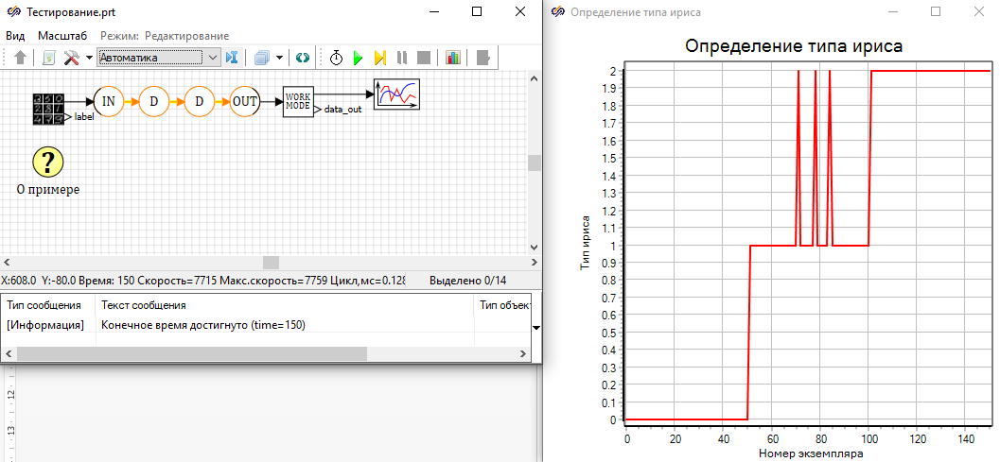 Тестирование.prt
Вид Масштаб Режим: Редактирование
Автоматика
IN D D OUT WORK MODE
label
data_out
?
О примере
X:608.0 Y:-80.0 Время: 150 Скорость=7715 Макс.скорость=7759 Цикл,мс=0.128 Выделено 0/14
Тип сообщения Текст сообщения Тип объек
[Информация] Конечное время достигнуто (time=150)
12
13
Определение типа ириса
Определение типа ириса
Тип ириса
2
1.9
1.8
1.7
1.6
1.5
1.4
1.3
1.2
1.1
1
0.9
0.8
0.7
0.6
0.5
0.4
0.3
0.2
0.1
0
0 20 40 60 80 100 120 140
Номер экземпляра